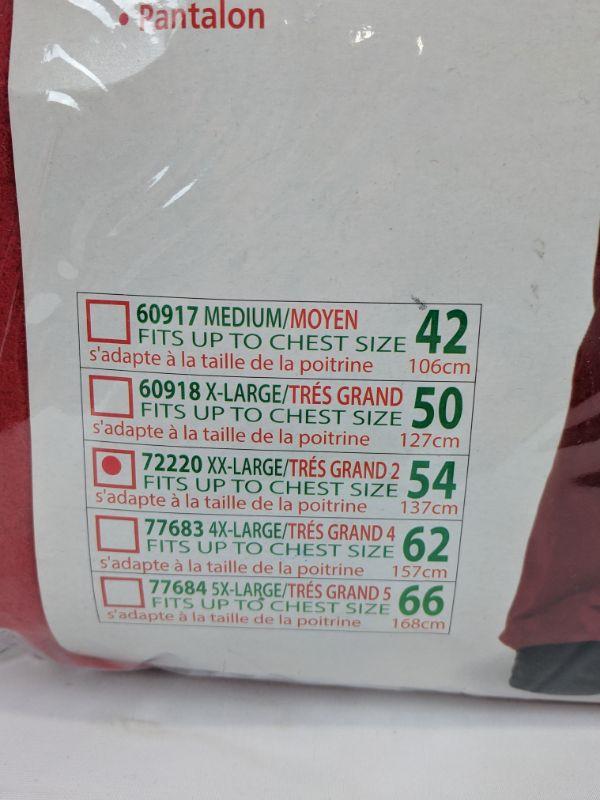 • Pantalon
60917 MEDIUM/MOYEN
FITS UP TO CHEST SIZE 42
s'adapte à la taille de la poitrine 106cm
60918 X-LARGE/TRÉS GRAND
FITS UP TO CHEST SIZE 50
s'adapte à la taille de la poitrine 127cm
72220 XX-LARGE/TRÉS GRAND 2
FITS UP TO CHEST SIZE 54
s'adapte à la taille de la poitrine 137cm
77683 4X-LARGE/TRÉS GRAND 4
FITS UP TO CHEST SIZE 62
s'adapte à la taille de la poitrine 157cm
77684 5X-LARGE/TRÉS GRAND 5
FITS UP TO CHEST SIZE 66
s'adapte à la taille de la poitrine 168cm